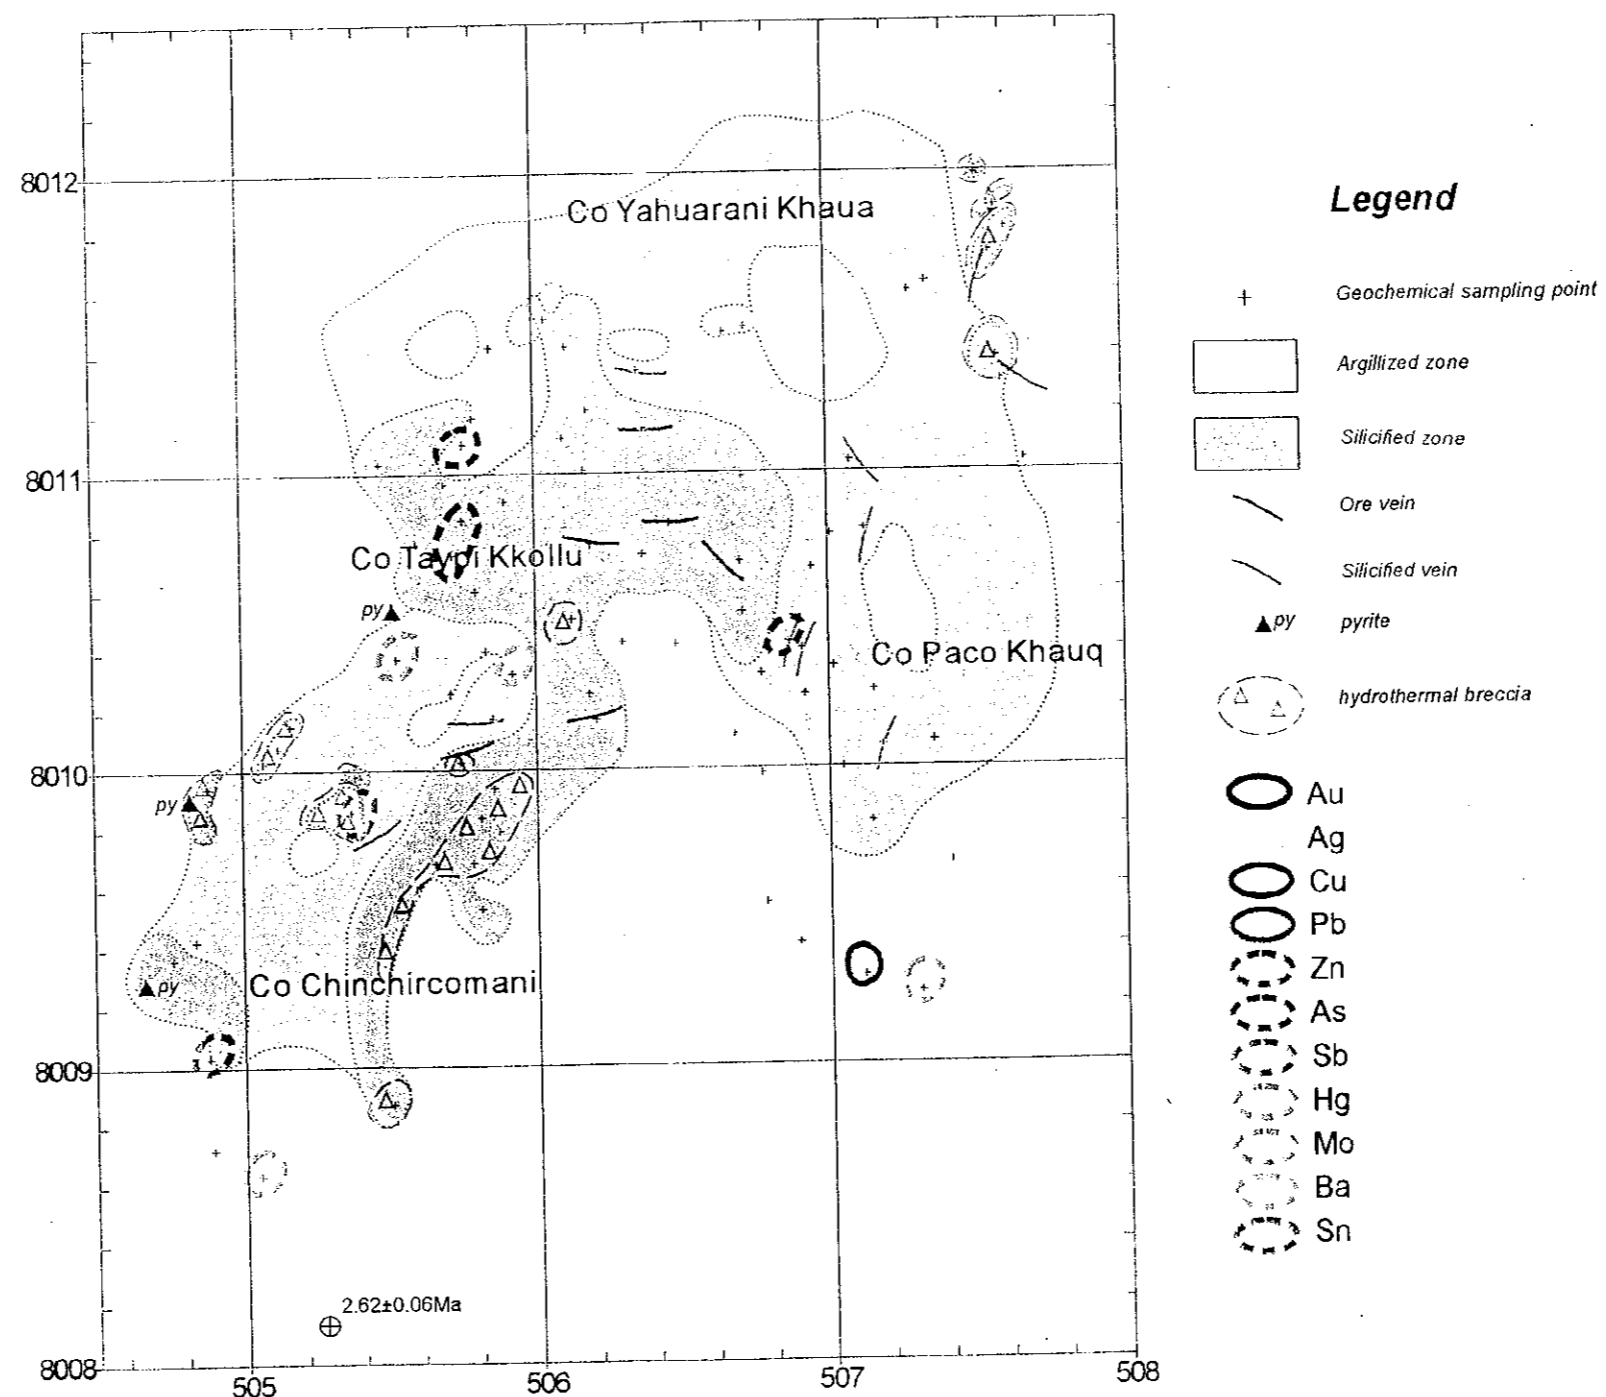 8012
8011
8010
8009
8008
505
506
507
508
Co Yahuarani Khaua
Co Taypi Kkollu
py
Co Paco Khauq
py
py
Co Chinchircomani
2.62±0.06Ma
Legend
Geochemical sampling point
Argillized zone
Silicified zone
Ore vein
Silicified vein
py pyrite
hydrothermal breccia
Au
Ag
Cu
Pb
Zn
As
Sb
Hg
Mo
Ba
Sn